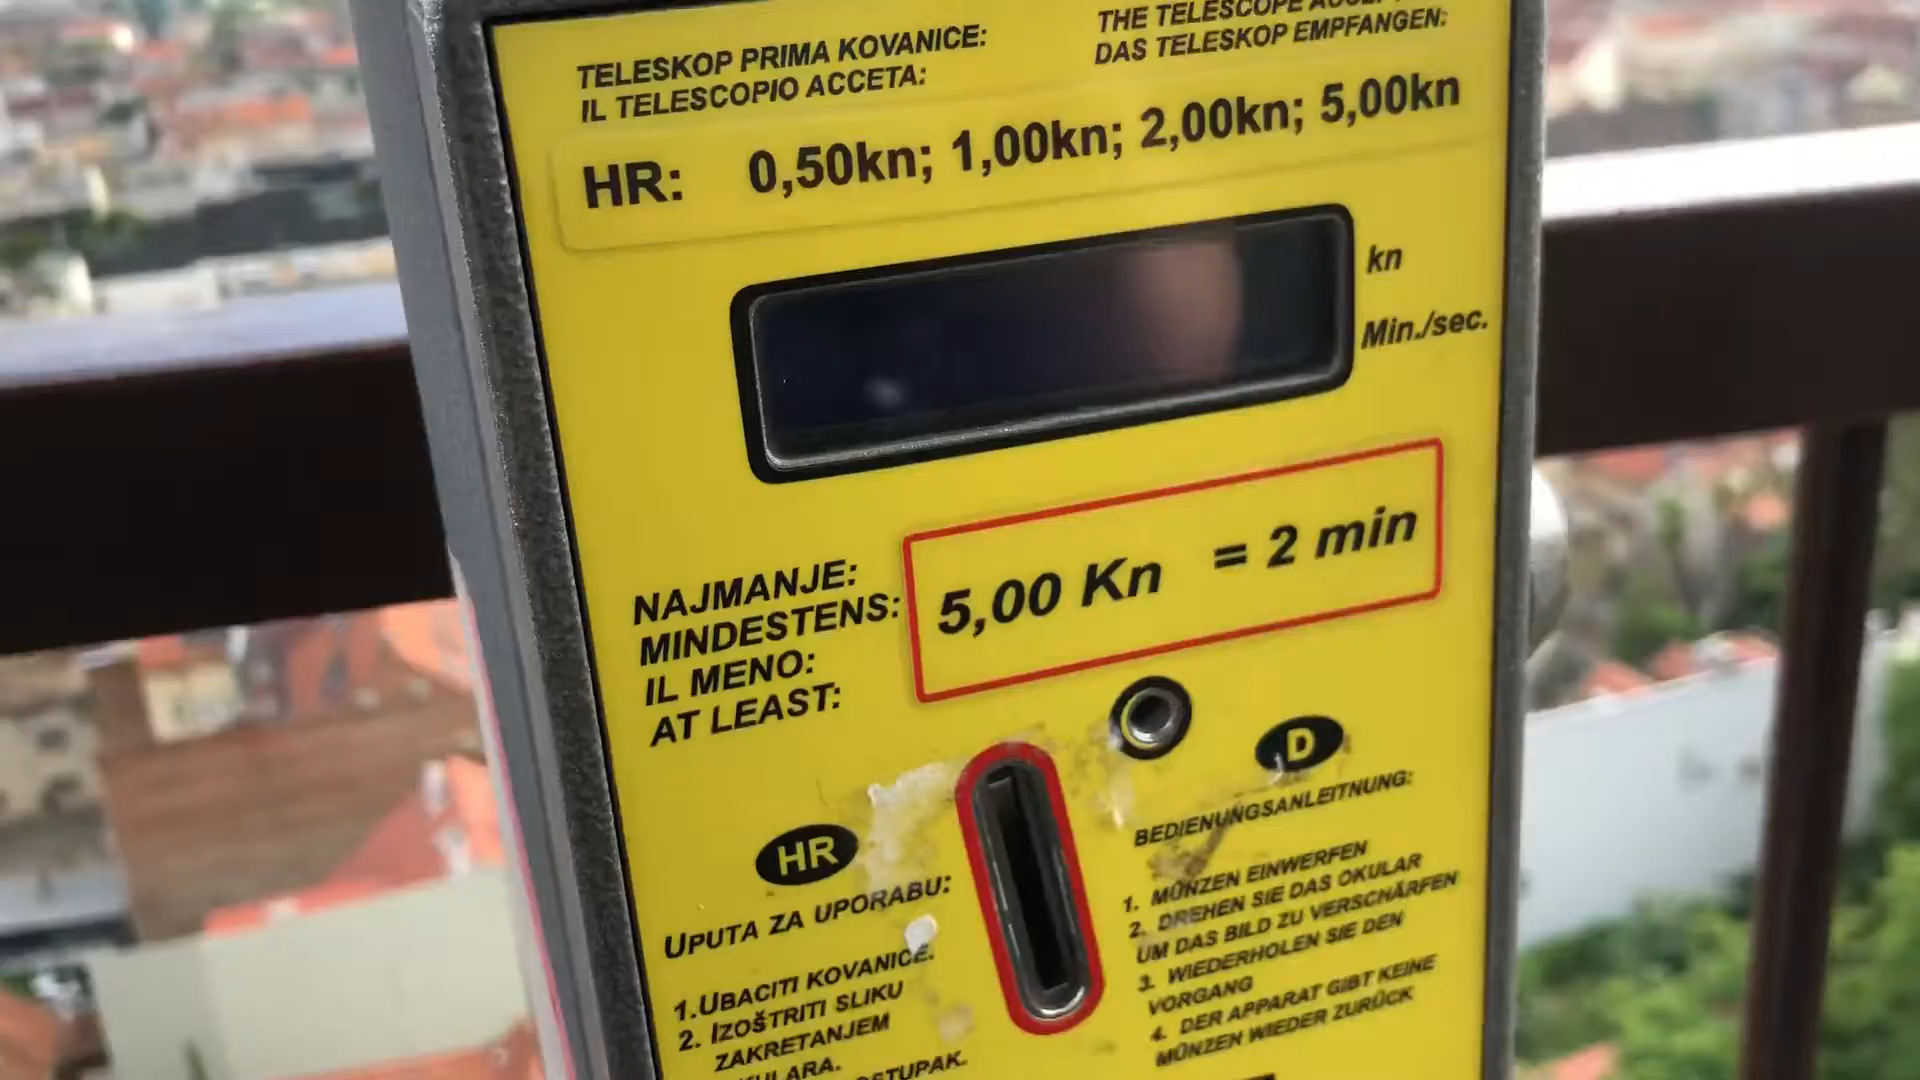 TELESKOP PRIMA KOVANICE:
IL TELESCOPIO ACCETA:
THE TELESCOPE
DAS TELESKOP EMPFANGEN:
HR: 0,50kn; 1,00kn; 2,00kn; 5,00kn
kn
Min./sec.
NAJMANJE:
MINDESTENS:
IL MENO:
AT LEAST:
5,00 Kn = 2 min
HR
UPUTA ZA UPORABU:
1.UBACITI KOVANICE.
2. IZOŠTRITI SLIKU
ZAKRETANJEM
D
BEDIENUNGSANLEITNUNG:
1. MÜNZEN EINWERFEN
2. DREHEN SIE DAS OKULAR
UM DAS BILD ZU VERSCHÄRFEN
3. WIEDERHOLEN SIE DEN
VORGANG
4. DER APPARAT GIBT KEINE
MÜNZEN WIEDER ZURÜCK